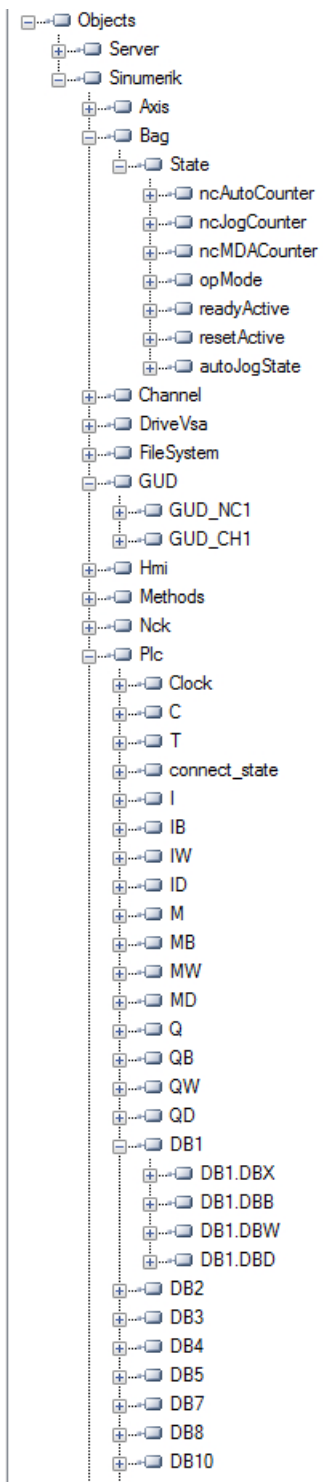 Objects
Server
Sinumerik
Axis
Bag
State
ncAutoCounter
ncJogCounter
ncMDACounter
opMode
readyActive
resetActive
autoJogState
Channel
DriveVsa
FileSystem
GUD
GUD_NC1
GUD_CH1
Hmi
Methods
Nck
Plc
Clock
C
T
connect_state
I
IB
IW
ID
M
MB
MW
MD
Q
QB
QW
QD
DB1
DB1.DBX
DB1.DBB
DB1.DBW
DB1.DBD
DB2
DB3
DB4
DB5
DB7
DB8
DB10